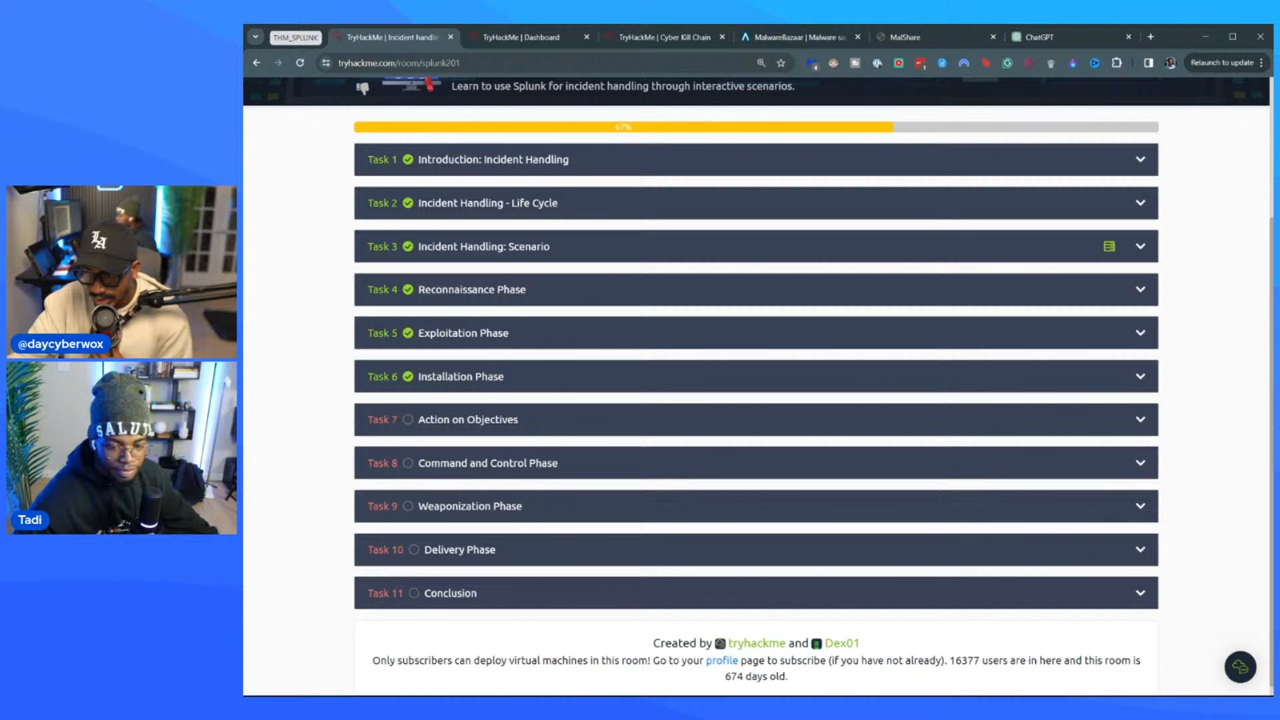 THM_SPLUNK
TryHackMe | Incident handli
TryHackMe | Dashboard
TryHackMe | Cyber Kill Chain
MalwareBazaar | Malware sa
MalShare
ChatGPT
tryhackme.com/room/splunk201
Relaunch to update
Learn to use Splunk for incident handling through interactive scenarios.
67%
Task 1 Introduction: Incident Handling
Task 2 Incident Handling - Life Cycle
Task 3 Incident Handling: Scenario
Task 4 Reconnaissance Phase
Task 5 Exploitation Phase
Task 6 Installation Phase
Task 7 Action on Objectives
Task 8 Command and Control Phase
Task 9 Weaponization Phase
Task 10 Delivery Phase
Task 11 Conclusion
Created by tryhackme and Dex01
Only subscribers can deploy virtual machines in this room! Go to your profile page to subscribe (if you have not already). 16377 users are in here and this room is
674 days old.
LA
@daycyberwox
SALUT
Tadi